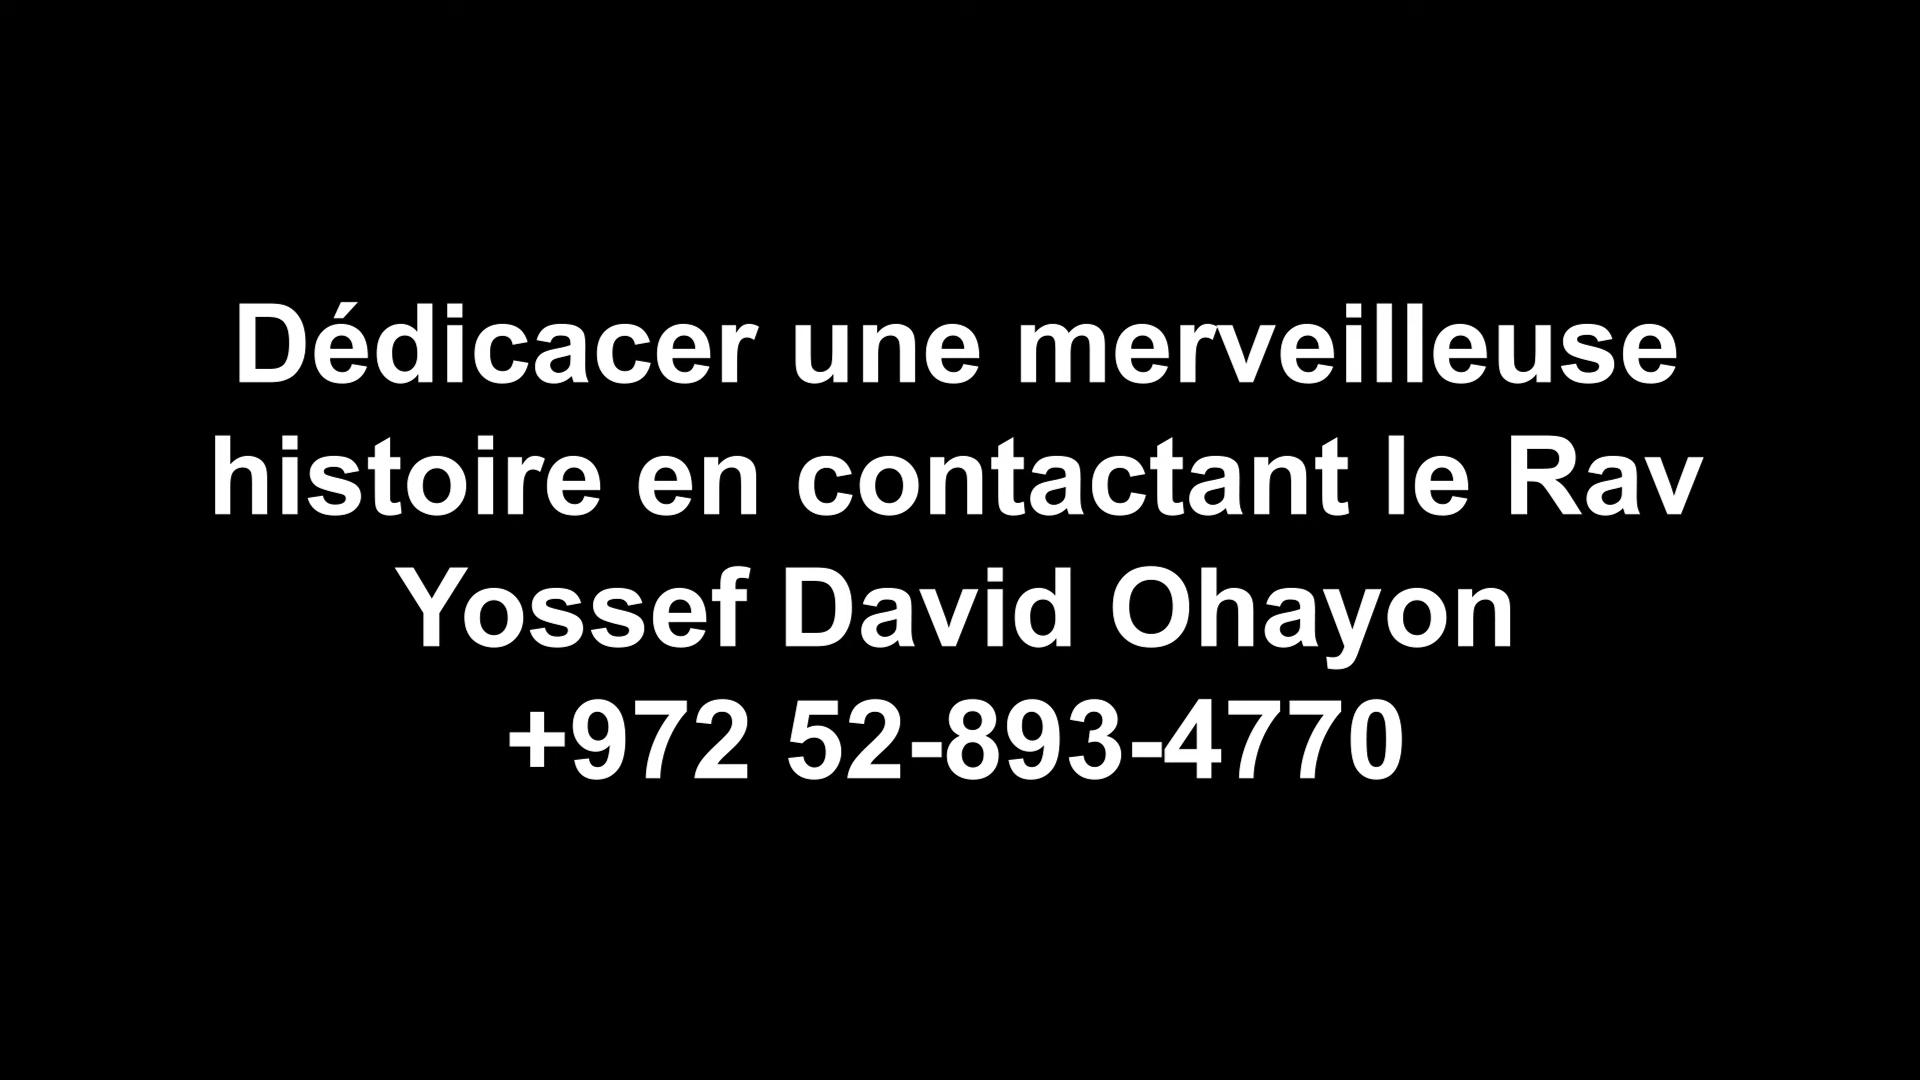 Dédicacer une merveilleuse
histoire en contactant le Rav
Yossef David Ohayon
+972 52-893-4770